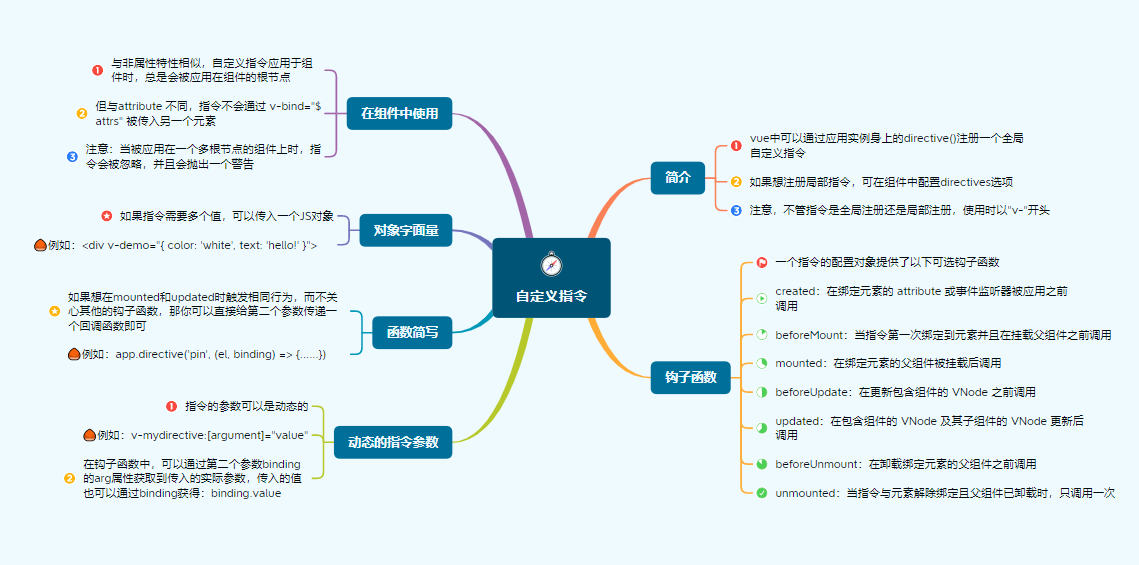 自定义指令
简介
1 vue中可以通过应用实例身上的directive()注册一个全局
自定义指令
2 如果想注册局部指令，可在组件中配置directives选项
3 注意，不管指令是全局注册还是局部注册，使用时以"v-"开头
钩子函数
一个指令的配置对象提供了以下可选钩子函数
created：在绑定元素的 attribute 或事件监听器被应用之前
调用
beforeMount：当指令第一次绑定到元素并且在挂载父组件之前调用
mounted：在绑定元素的父组件被挂载后调用
beforeUpdate：在更新包含组件的 VNode 之前调用
updated：在包含组件的 VNode 及其子组件的 VNode 更新后
调用
beforeUnmount：在卸载绑定元素的父组件之前调用
unmounted：当指令与元素解除绑定且父组件已卸载时，只调用一次
在组件中使用
1 与非属性特性相似，自定义指令应用于组
件时，总是会被应用在组件的根节点
2 但与attribute 不同，指令不会通过 v-bind="$
attrs" 被传入另一个元素
3 注意：当被应用在一个多根节点的组件上时，指
令会被忽略，并且会抛出一个警告
对象字面量
如果指令需要多个值，可以传入一个JS对象
例如：<div v-demo="{ color: 'white', text: 'hello!' }">
函数简写
如果想在mounted和updated时触发相同行为，而不关
心其他的钩子函数，那你可以直接给第二个参数传递一
个回调函数即可
例如：app.directive('pin', (el, binding) => {......})
动态的指令参数
1 指令的参数可以是动态的
例如：v-mydirective:[argument]="value"
2 在钩子函数中，可以通过第二个参数binding
的arg属性获取到传入的实际参数，传入的值
也可以通过binding获得：binding.value